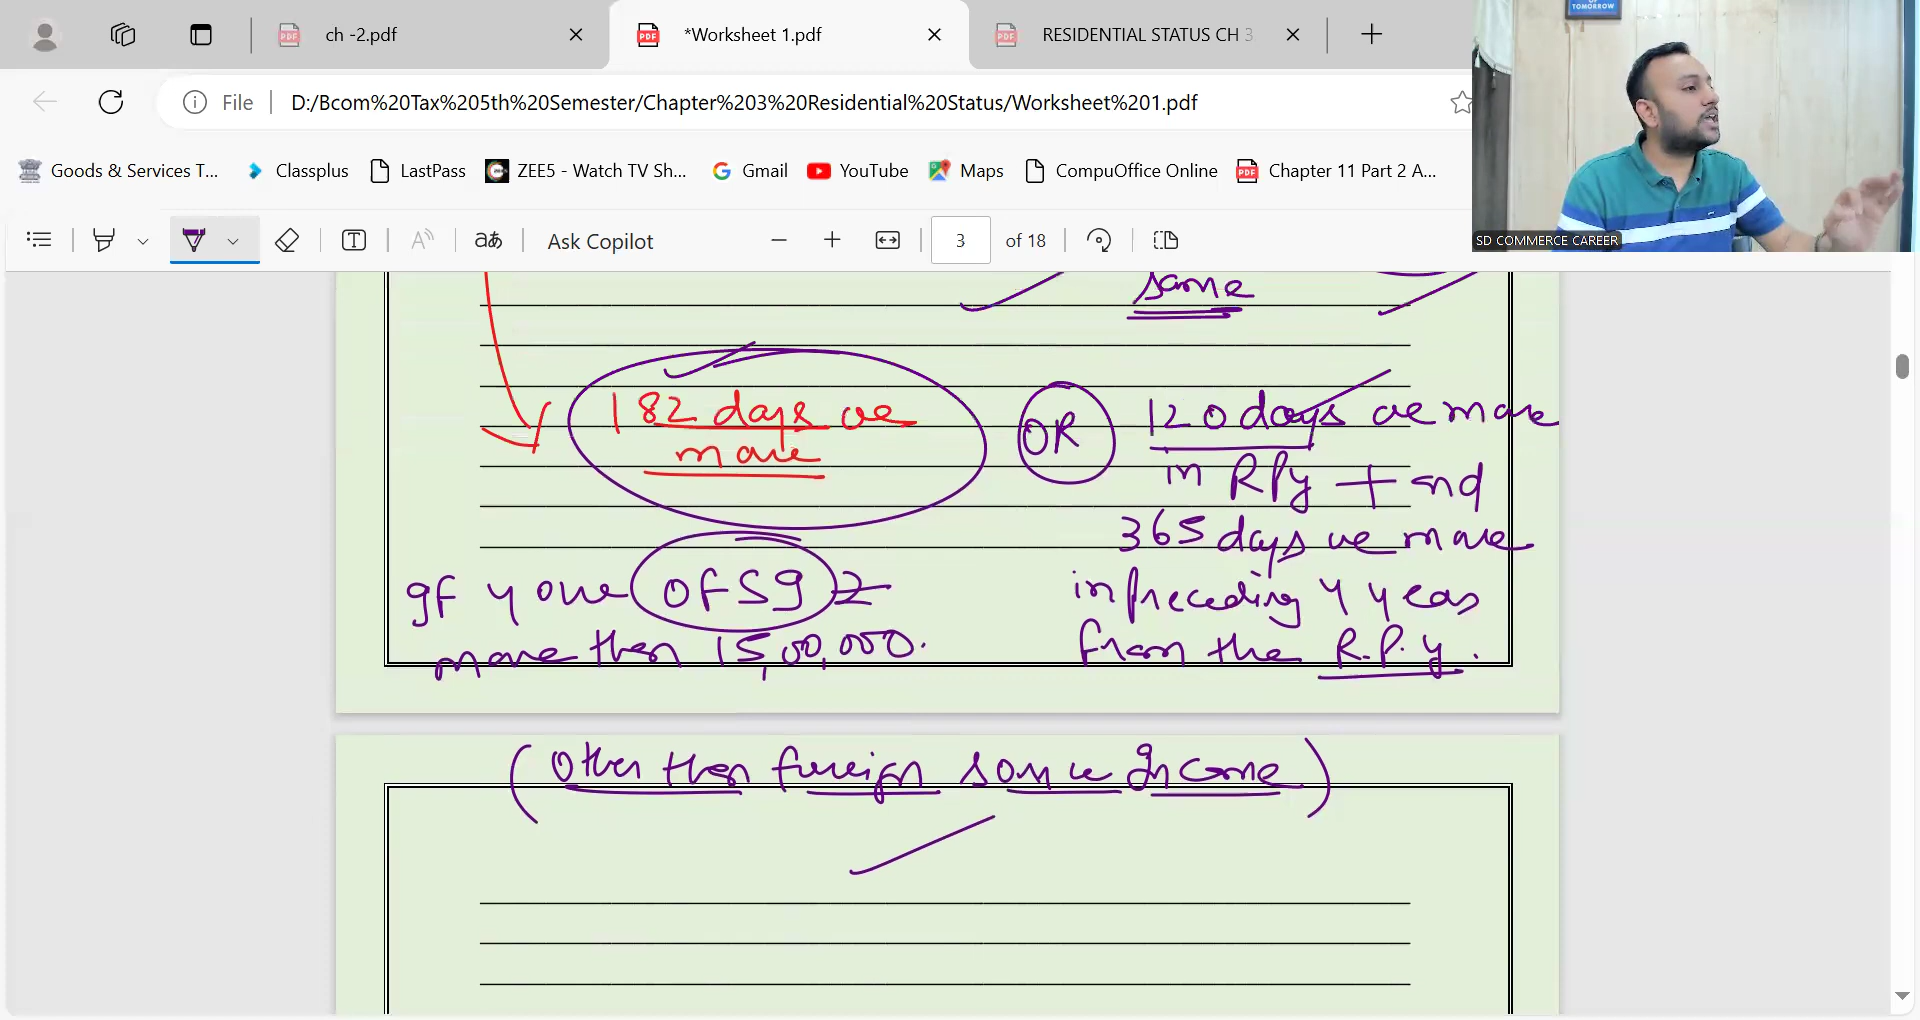 ch -2.pdf
*Worksheet 1.pdf
RESIDENTIAL STATUS CH 3
OF
TOMORROW
File
D:/Bcom%20Tax%205th%20Semester/Chapter%203%20Residential%20Status/Worksheet%201.pdf
Goods & Services T...
Classplus
LastPass
ZEE5 - Watch TV Sh...
Gmail
YouTube
Maps
CompuOffice Online
Chapter 11 Part 2 A...
aあ
Ask Copilot
3 of 18
SD COMMERCE CAREER
same
182 days or
more
OR
120 days or more
in RPy + and
365 days or more
in preceding 4 years
from the R.P.y.
If your
more than 15,00,000.
(Other than foreign source Income)